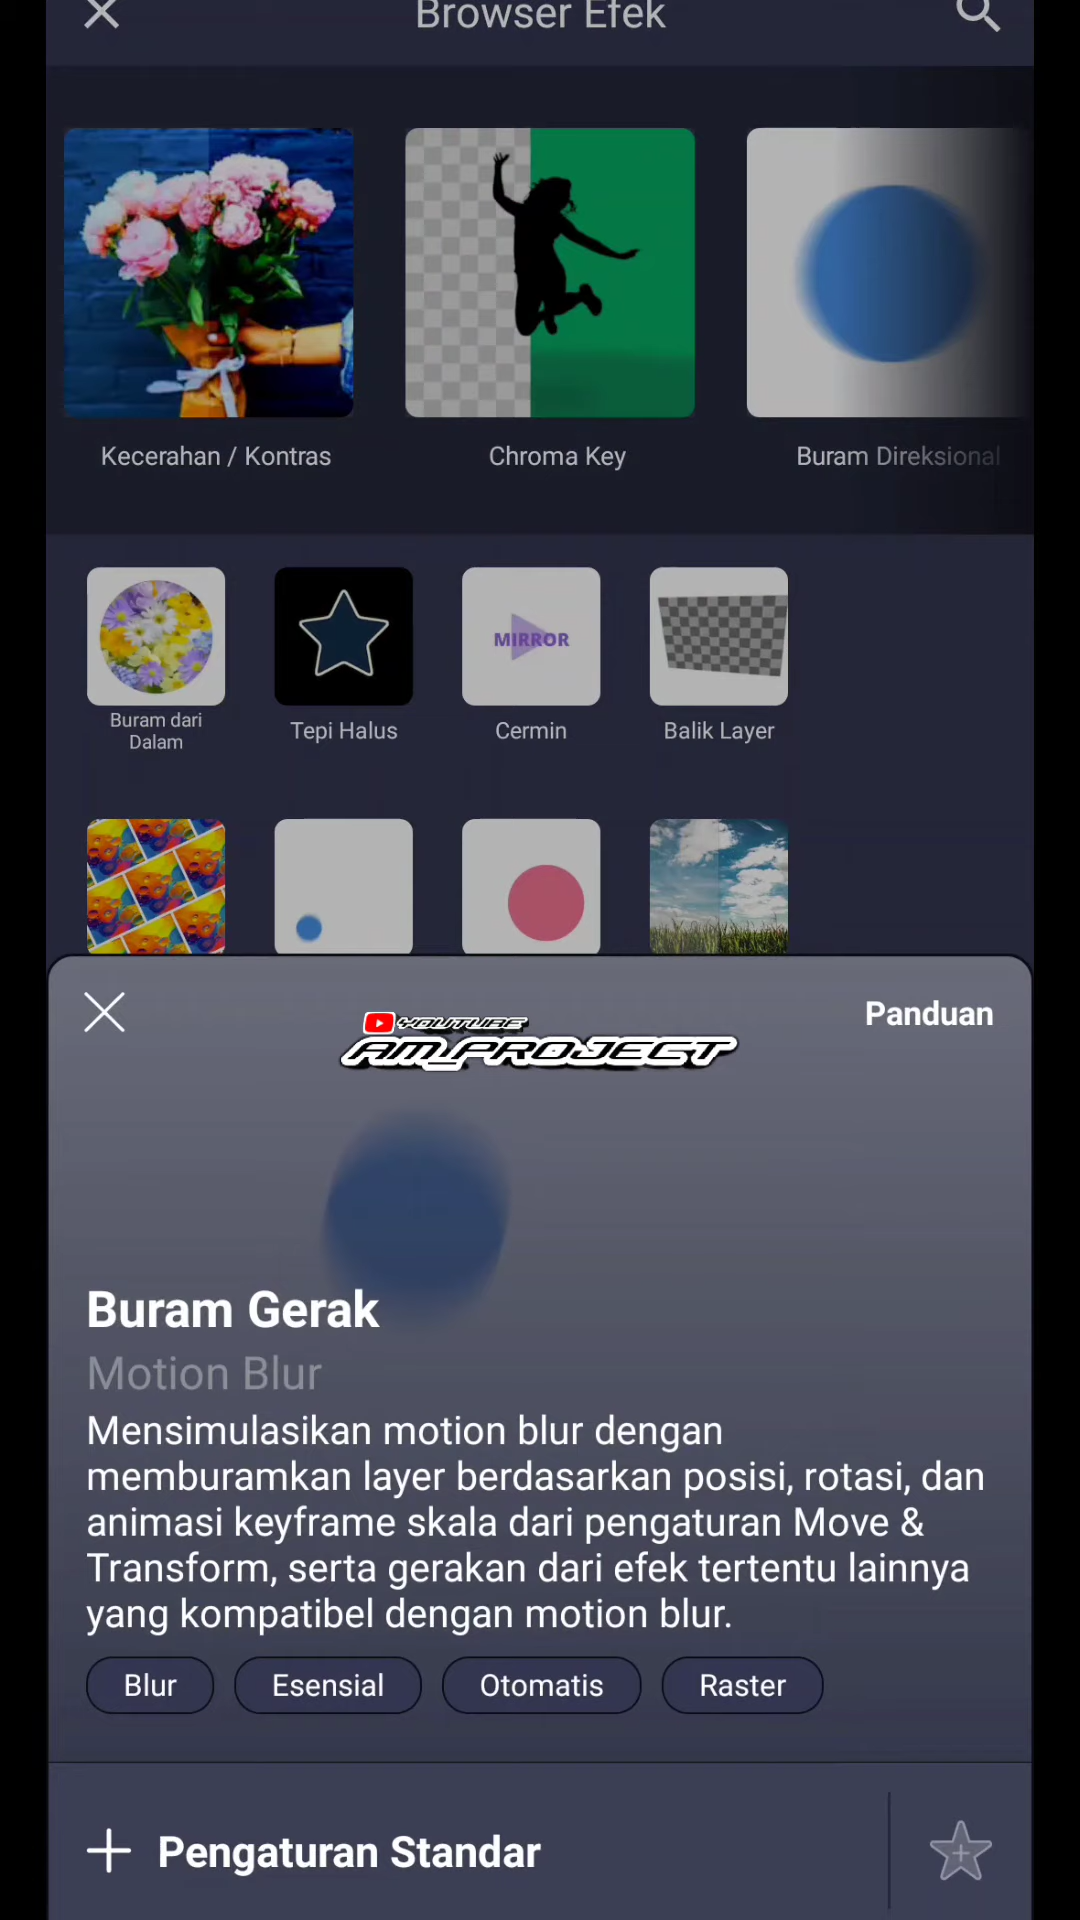 Browser Efek
Kecerahan / Kontras
Chroma Key
Buram Direksional
Buram dari
Dalam
Tepi Halus
MIRROR
Cermin
Balik Layer
Panduan
YOUTUBE
AM_PROJECT
Buram Gerak
Motion Blur
Mensimulasikan motion blur dengan
memburamkan layer berdasarkan posisi, rotasi, dan
animasi keyframe skala dari pengaturan Move &
Transform, serta gerakan dari efek tertentu lainnya
yang kompatibel dengan motion blur.
Blur
Esensial
Otomatis
Raster
Pengaturan Standar